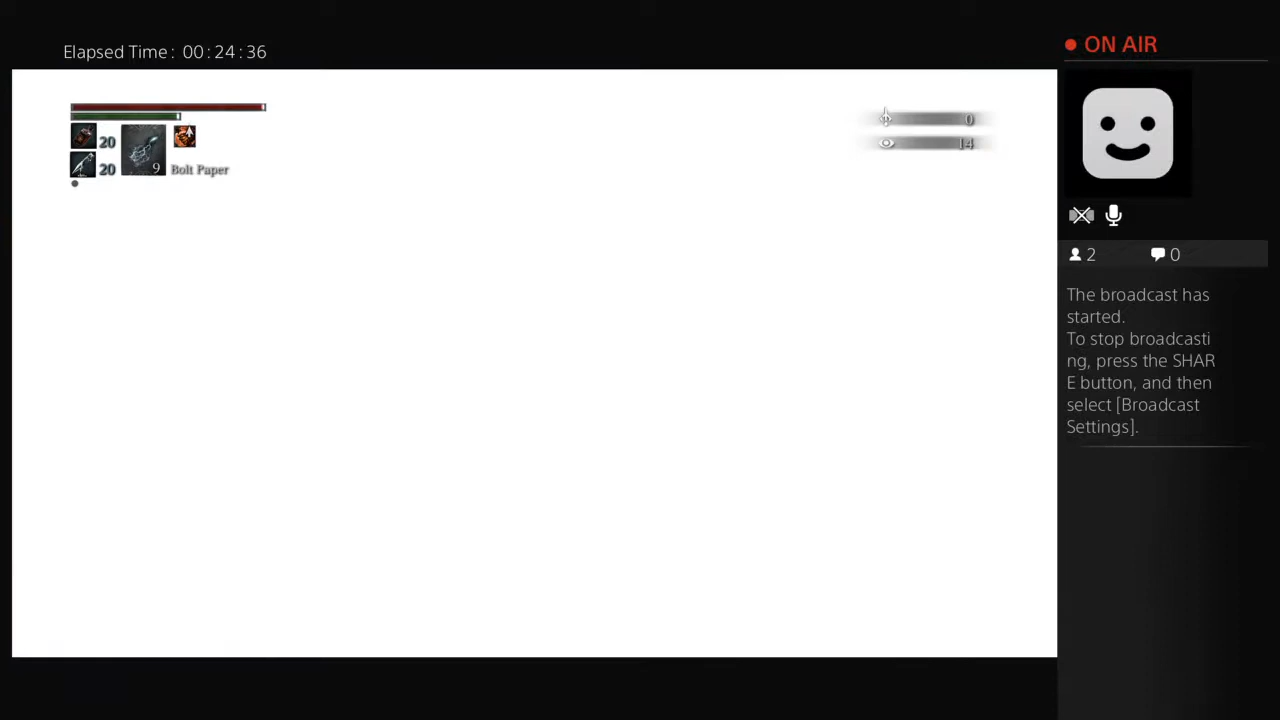 Elapsed Time: 00:24:36
ON AIR
0
14
20
9
20
Bolt Paper
2
0
The broadcast has
started.
To stop broadcasti
ng, press the SHAR
E button, and then
select [Broadcast
Settings].